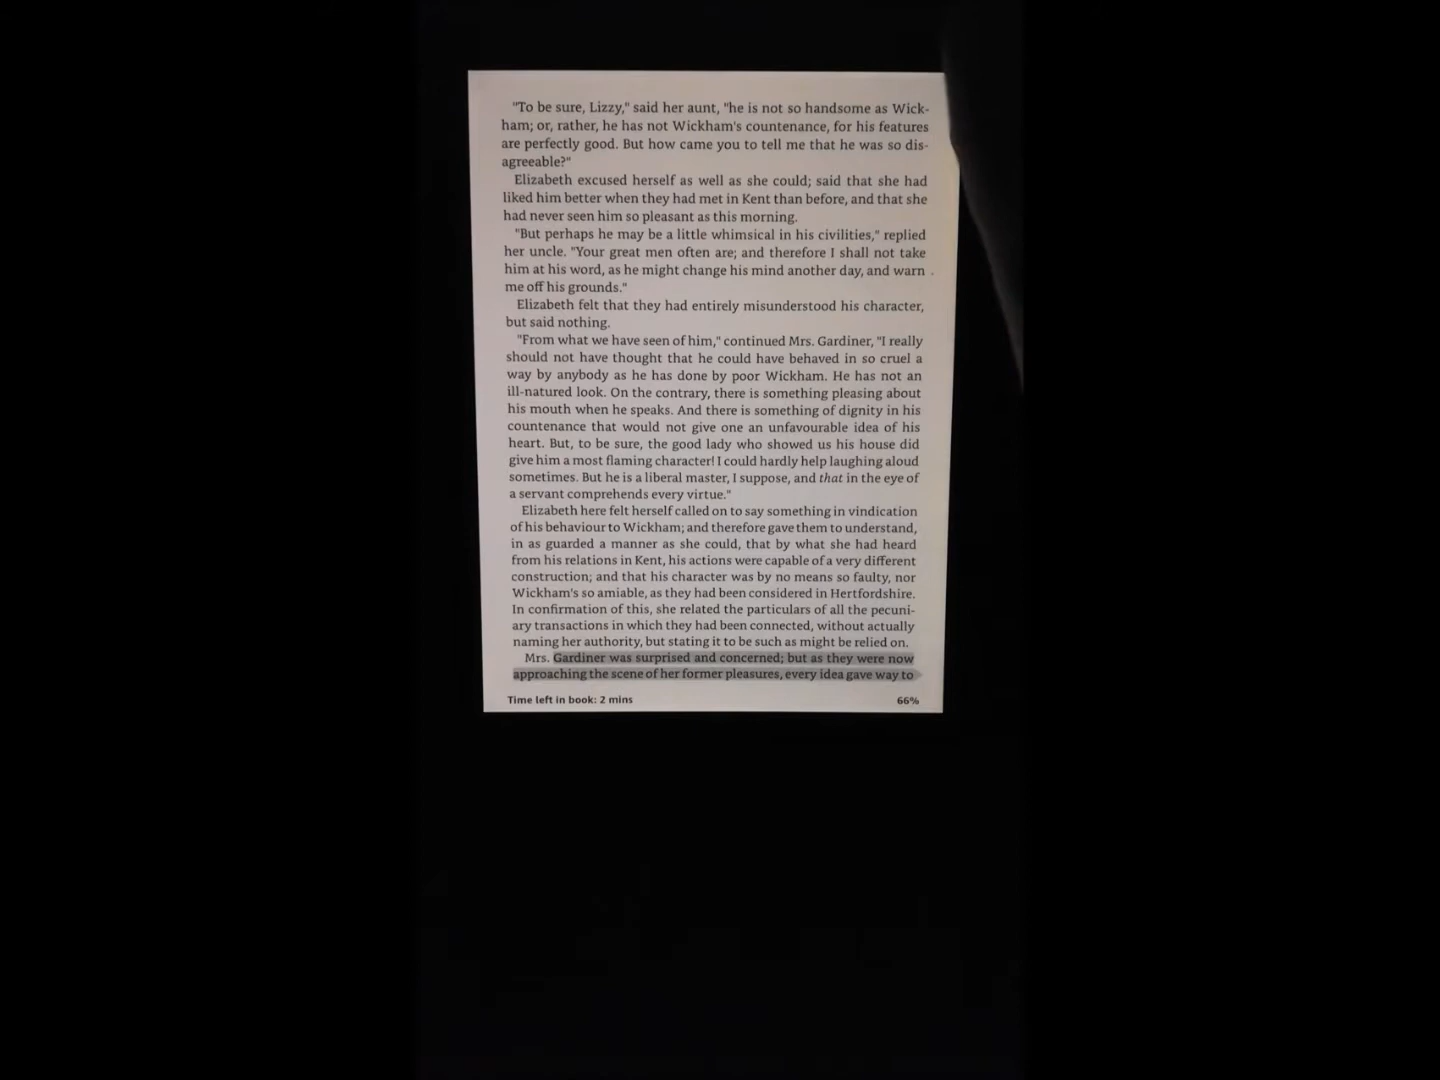 "To be sure, Lizzy," said her aunt, "he is not so handsome as Wick-
ham; or, rather, he has not Wickham's countenance, for his features
are perfectly good. But how came you to tell me that he was so dis-
agreeable?"
Elizabeth excused herself as well as she could; said that she had
liked him better when they had met in Kent than before, and that she
had never seen him so pleasant as this morning.
"But perhaps he may be a little whimsical in his civilities," replied
her uncle. "Your great men often are; and therefore I shall not take
him at his word, as he might change his mind another day, and warn
me off his grounds."
Elizabeth felt that they had entirely misunderstood his character,
but said nothing.
"From what we have seen of him," continued Mrs. Gardiner, "I really
should not have thought that he could have behaved in so cruel a
way by anybody as he has done by poor Wickham. He has not an
ill-natured look. On the contrary, there is something pleasing about
his mouth when he speaks. And there is something of dignity in his
countenance that would not give one an unfavourable idea of his
heart. But, to be sure, the good lady who showed us his house did
give him a most flaming character! I could hardly help laughing aloud
sometimes. But he is a liberal master, I suppose, and that in the eye of
a servant comprehends every virtue."
Elizabeth here felt herself called on to say something in vindication
of his behaviour to Wickham; and therefore gave them to understand,
in as guarded a manner as she could, that by what she had heard
from his relations in Kent, his actions were capable of a very different
construction; and that his character was by no means so faulty, nor
Wickham's so amiable, as they had been considered in Hertfordshire.
In confirmation of this, she related the particulars of all the pecuni-
ary transactions in which they had been connected, without actually
naming her authority, but stating it to be such as might be relied on.
Mrs. Gardiner was surprised and concerned; but as they were now
approaching the scene of her former pleasures, every idea gave way to
Time left in book: 2 mins 66%